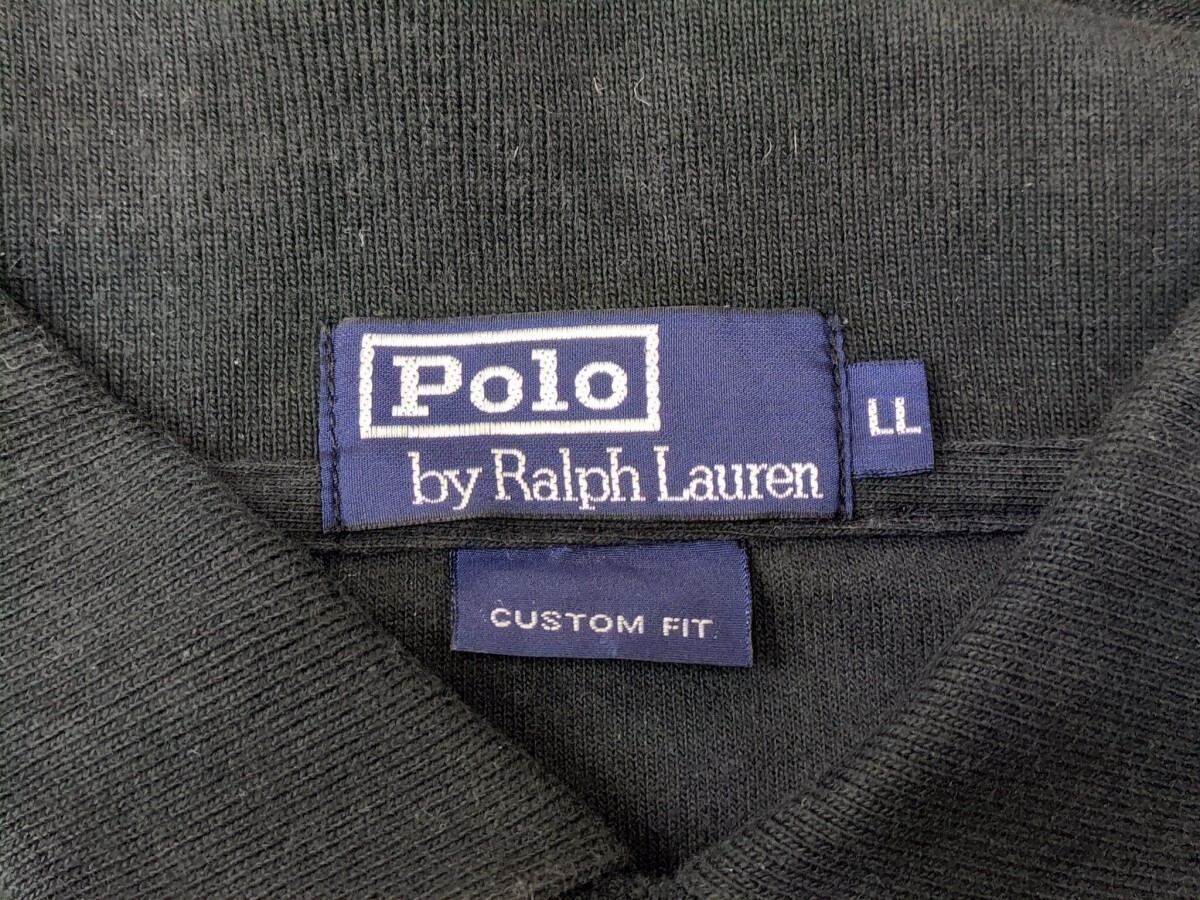 Polo
by Ralph Lauren
LL
CUSTOM FIT